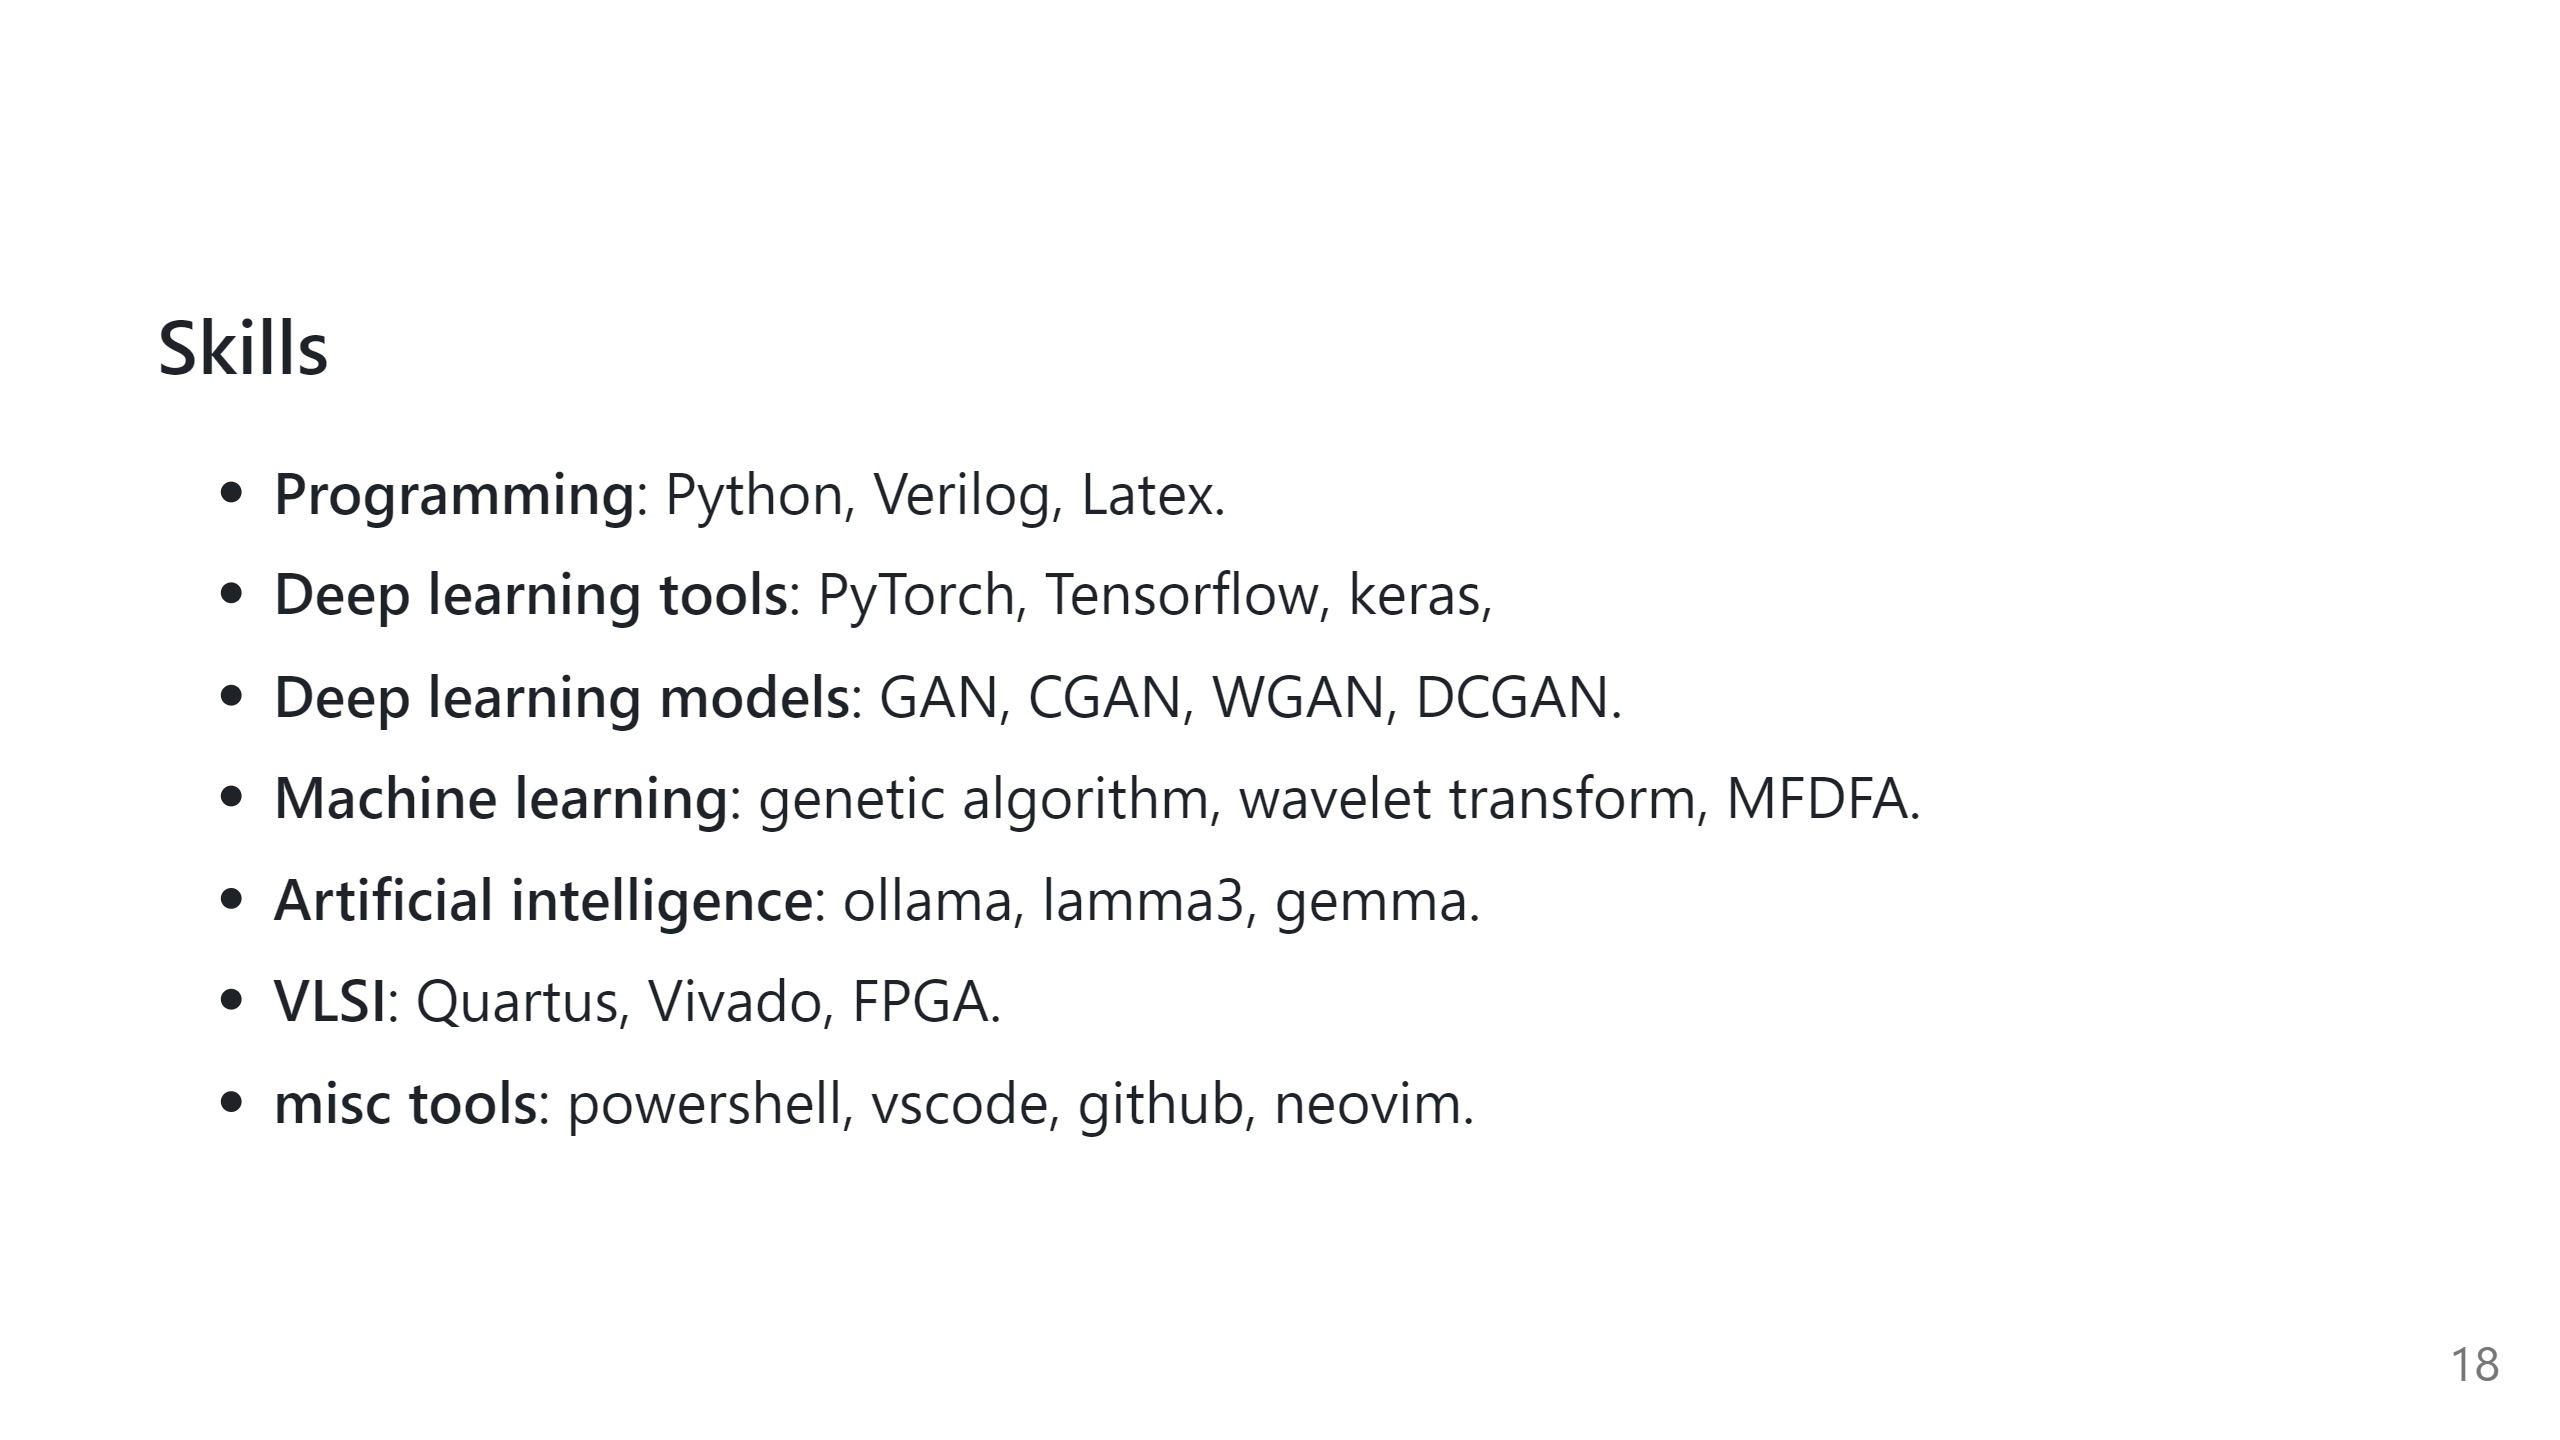 Skills
• Programming: Python, Verilog, Latex.
• Deep learning tools: PyTorch, Tensorflow, keras,
• Deep learning models: GAN, CGAN, WGAN, DCGAN.
• Machine learning: genetic algorithm, wavelet transform, MFDFA.
• Artificial intelligence: ollama, lamma3, gemma.
• VLSI: Quartus, Vivado, FPGA.
• misc tools: powershell, vscode, github, neovim.
18